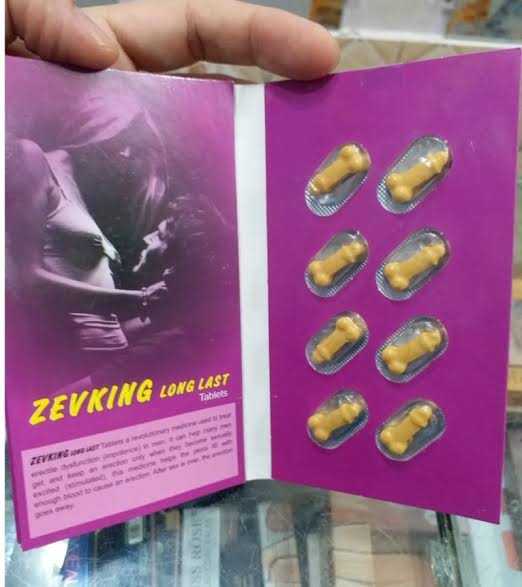 ZEVKING LONG LAST
Tablets
ZEVKING LONG LAST Tablets a revolutionary medicine used to treat
erectile dysfunction (impotence) in men. It can help many men
get and keep an erection only when they become sexually
excited (stimulated), this medicine helps the penis fill with
enough blood to cause an erection. After sex is over the erection
goes away.